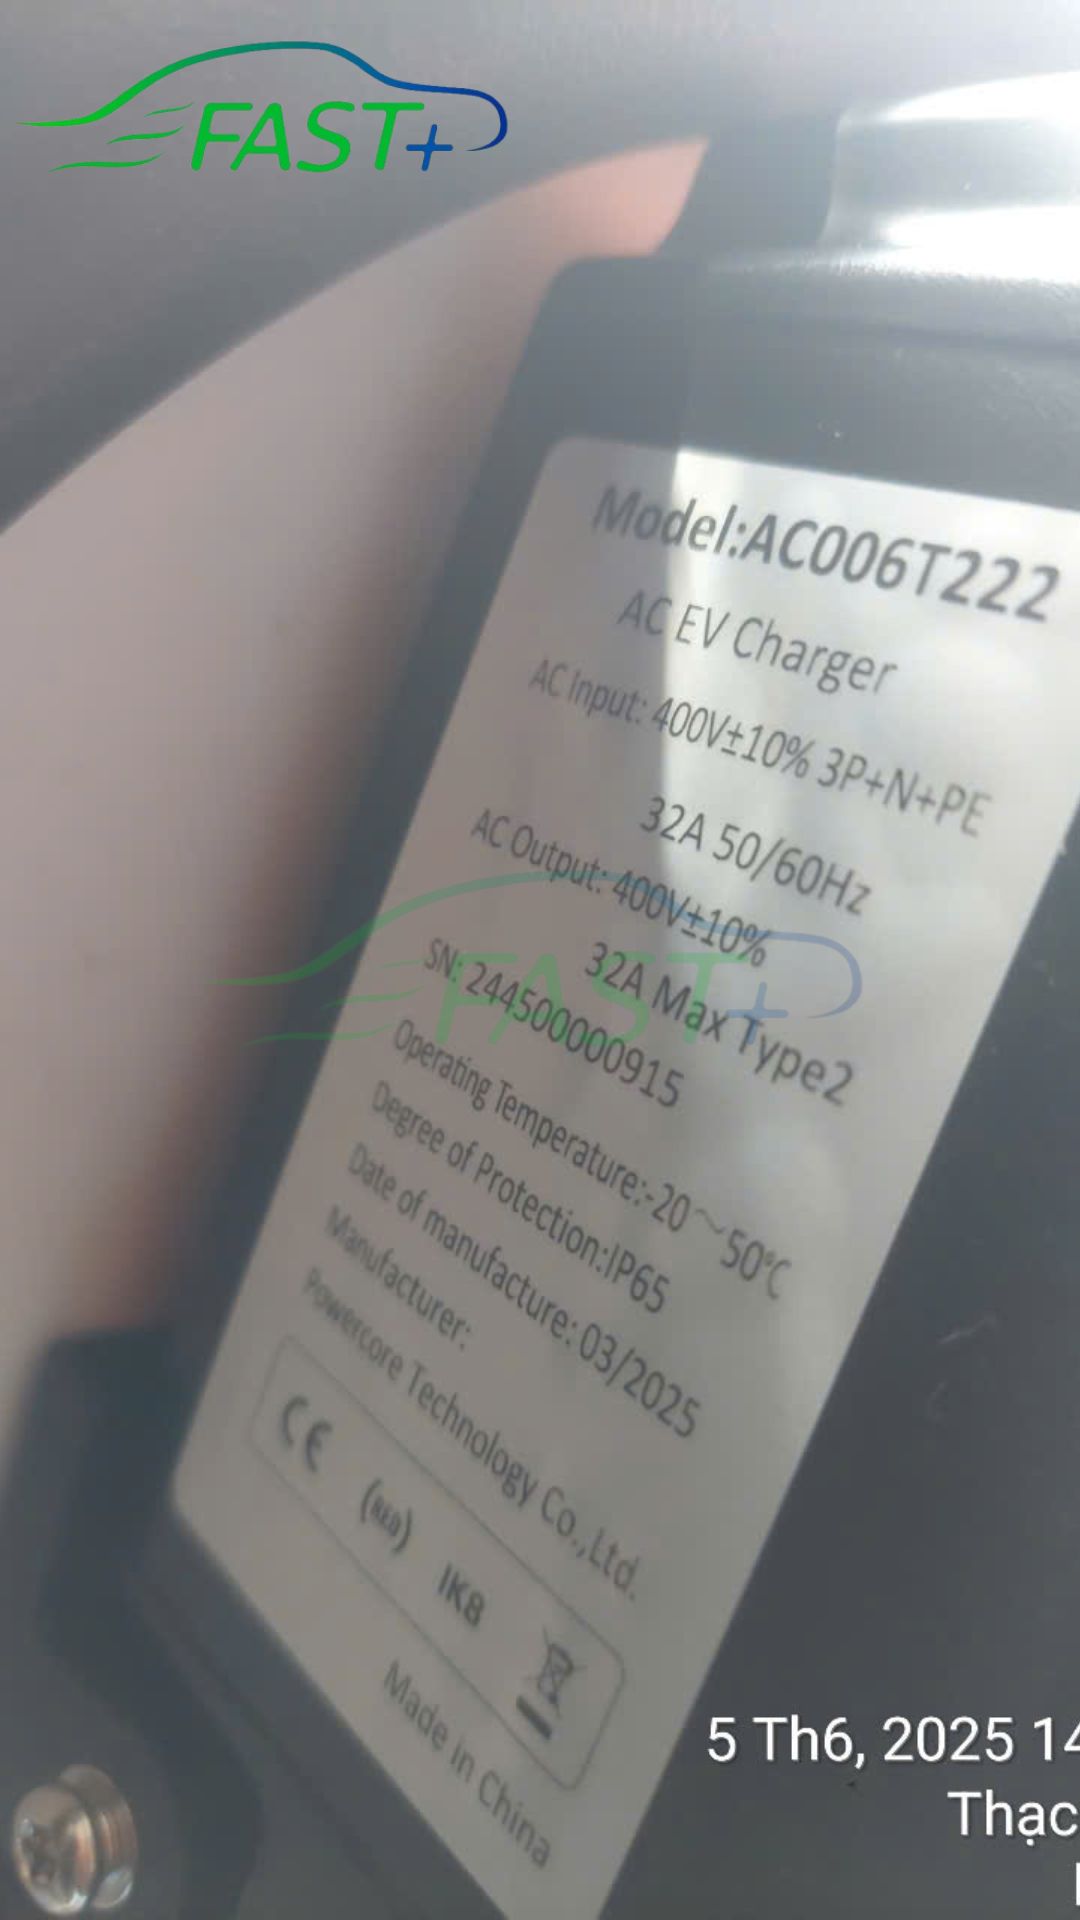 FAST+
Model:AC006T222
AC EV Charger
AC Input: 400V±10% 3P+N+PE
32A 50/60Hz
AC Output: 400V±10%
32A Max Type2
FAST+
SN: 244500000915
Operating Temperature:-20～50℃
Degree of Protection:IP65
Date of manufacture: 03/2025
Manufacturer:
Powercore Technology Co.,Ltd.
CE (RED) IK8
Made in China
5 Th6, 2025 14
Thạc